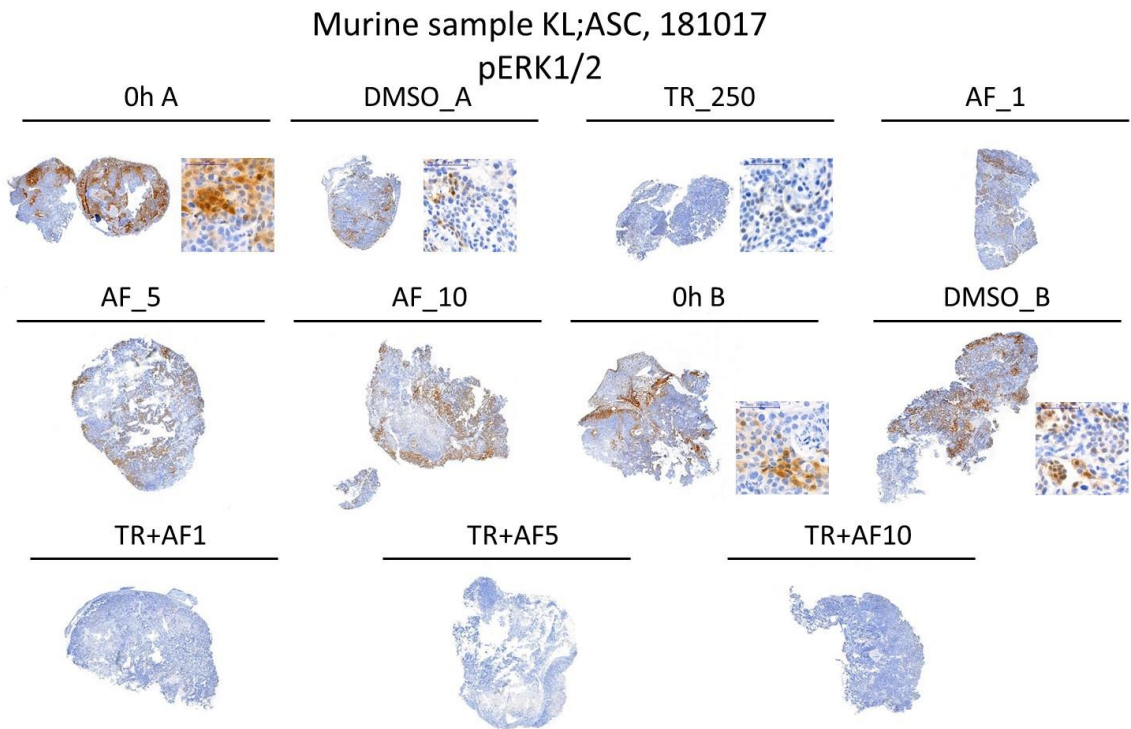 Murine sample KL;ASC, 181017
pERK1/2
0h A
DMSO_A
TR_250
AF_1
AF_5
AF_10
0h B
DMSO_B
TR+AF1
TR+AF5
TR+AF10